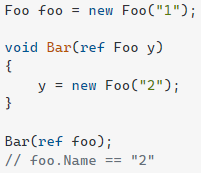 Foo foo = new Foo("1");
void Bar(ref Foo y)
{
    y = new Foo("2");
}
Bar(ref foo);
// foo.Name == "2"